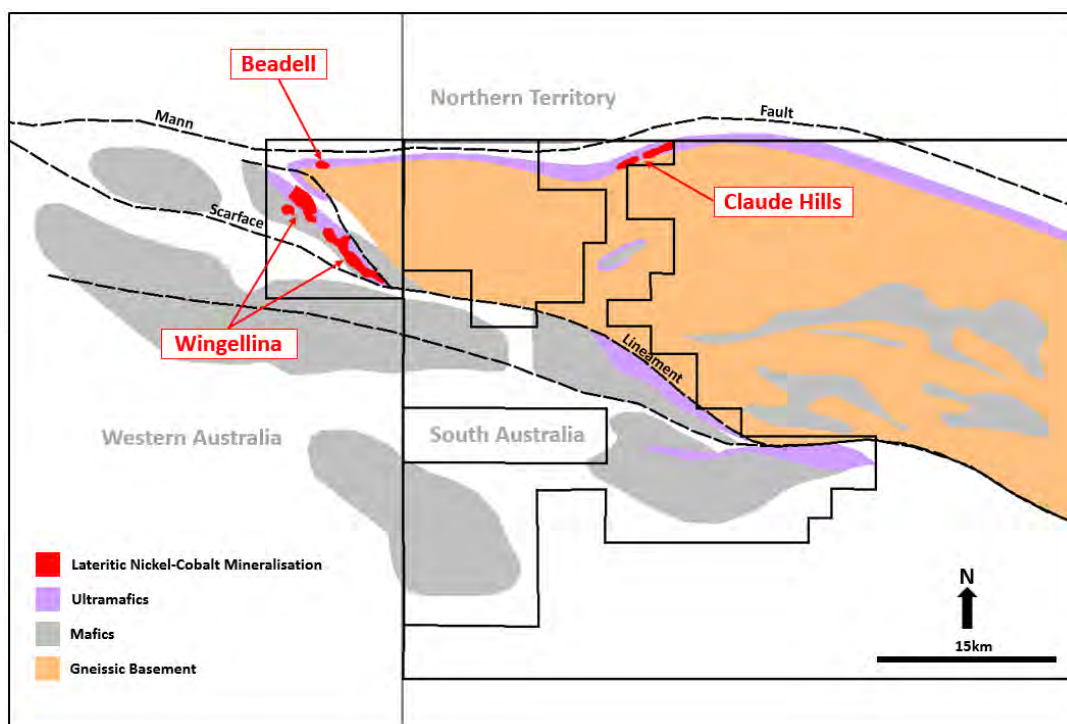 Beadell
Northern Territory
Mann
Fault
Claude Hills
Scarface
Wingellina
Lineament
Western Australia
South Australia
Lateritic Nickel-Cobalt Mineralisation
Ultramafics
Mafics
Gneissic Basement
N
15km